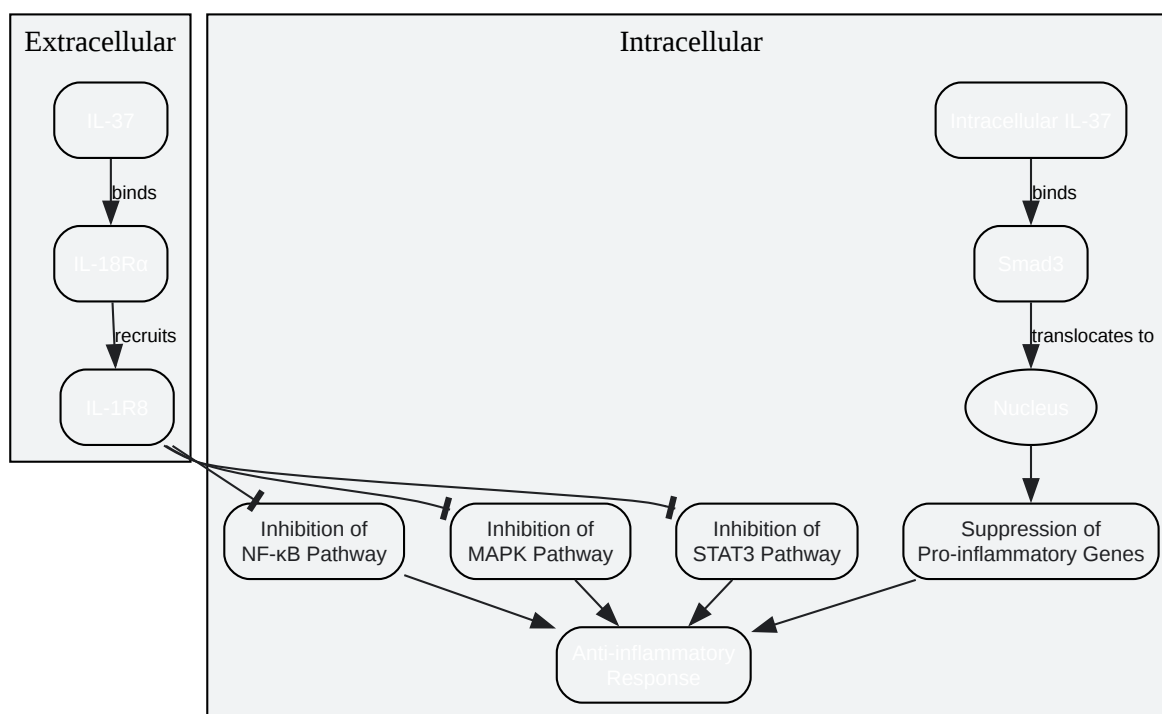 Extracellular
IL-37
binds
IL-18Rα
recruits
IL-1R8
Intracellular
Intracellular IL-37
binds
Smad3
translocates to
Nucleus
Inhibition of
NF-κB Pathway
Inhibition of
MAPK Pathway
Inhibition of
STAT3 Pathway
Suppression of
Pro-inflammatory Genes
Anti-inflammatory
Response